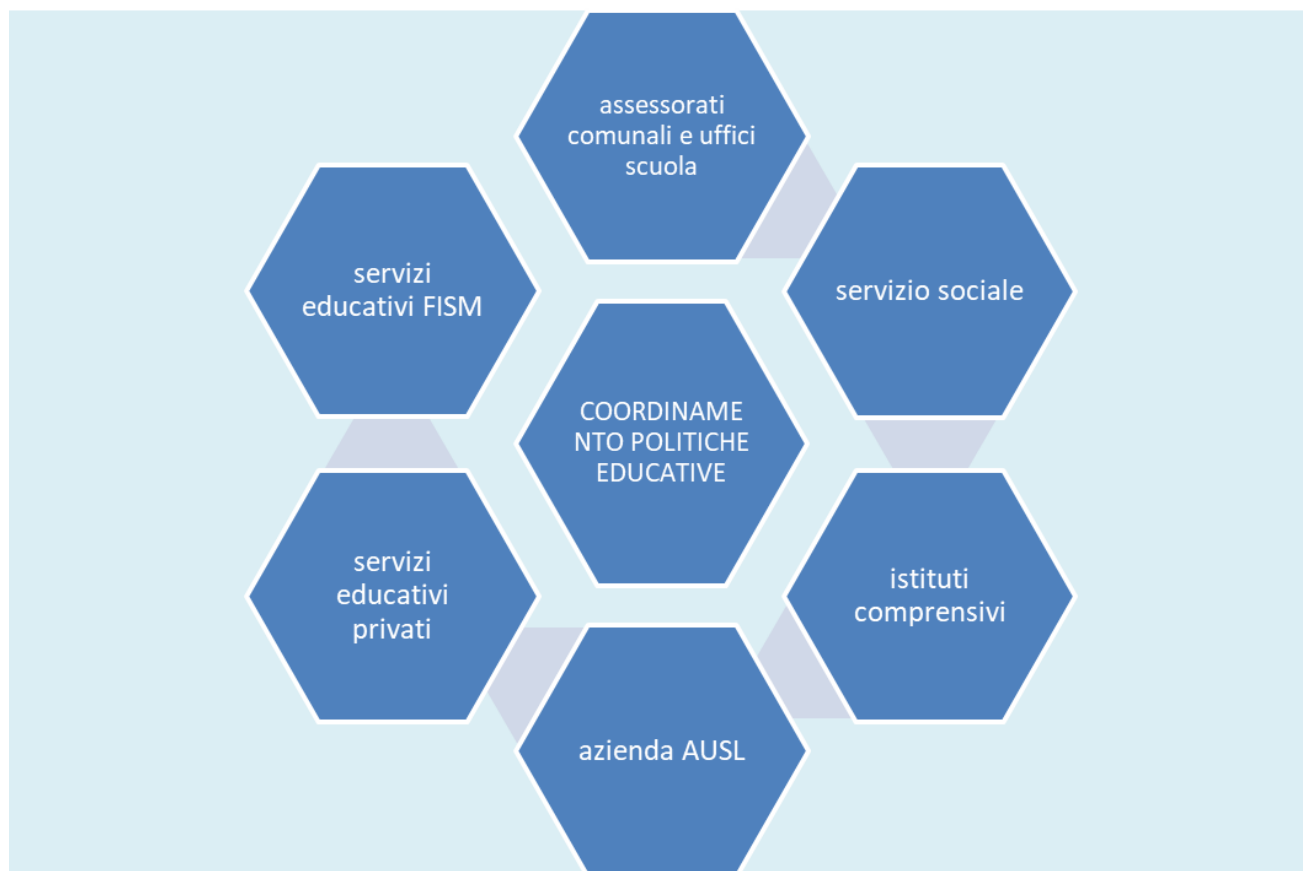 assessorati
comunali e uffici
scuola
servizi
educativi FISM
servizio sociale
COORDINAME
NTO POLITICHE
EDUCATIVE
servizi
educativi
privati
istituti
comprensivi
azienda AUSL